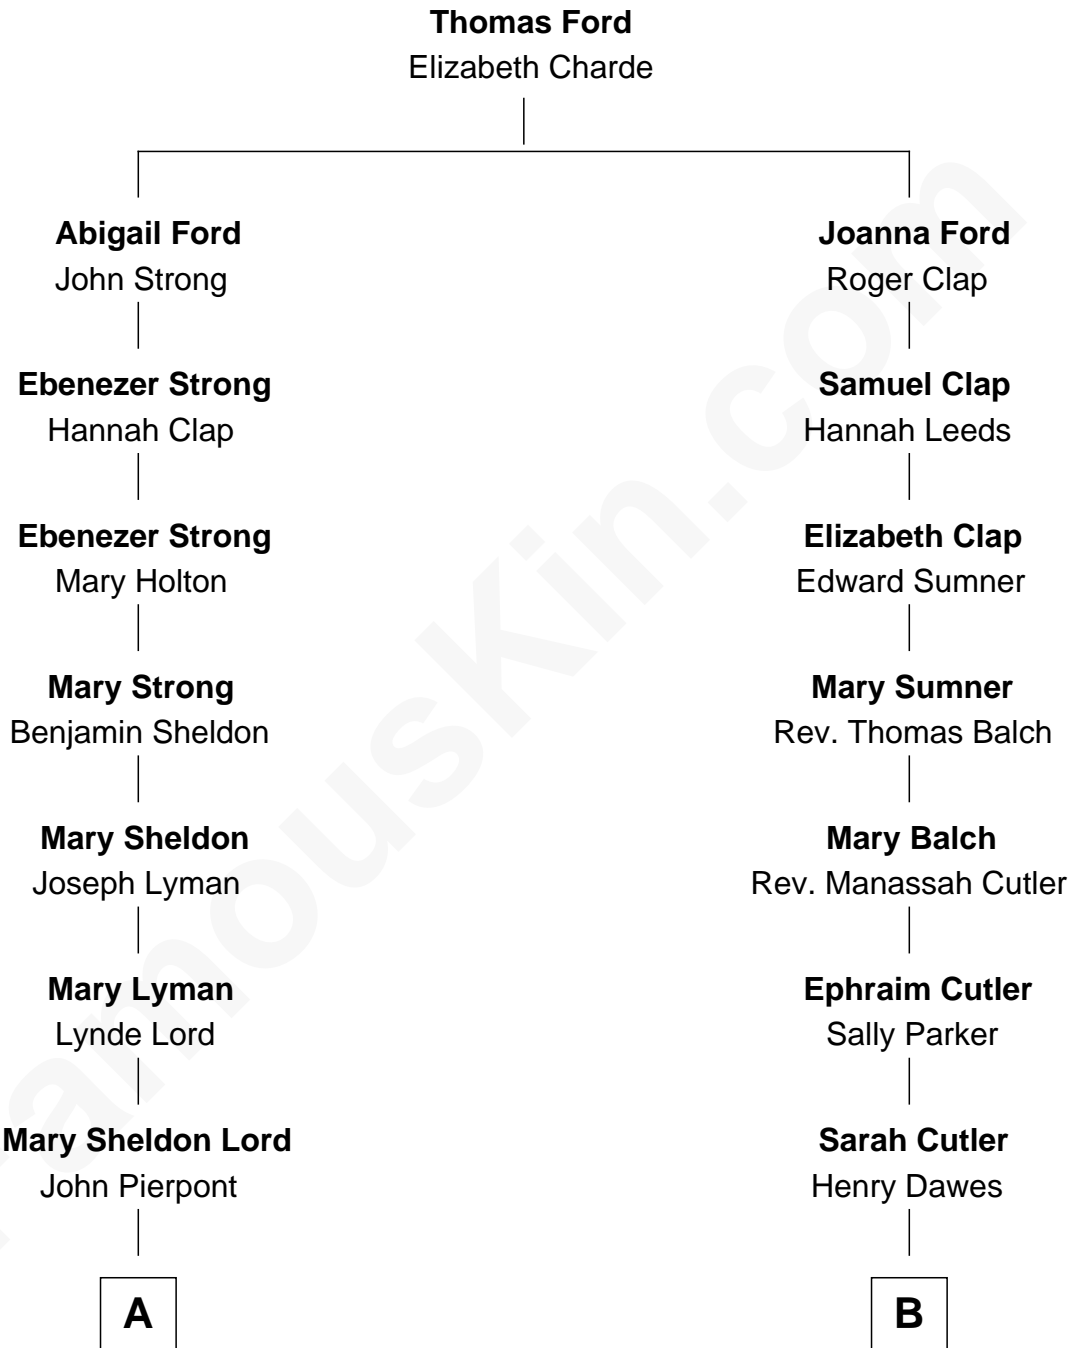 Thomas Ford
Elizabeth Charde
Abigail Ford
John Strong
Joanna Ford
Roger Clap
Ebenezer Strong
Hannah Clap
Samuel Clap
Hannah Leeds
Ebenezer Strong
Mary Holton
Elizabeth Clap
Edward Sumner
Mary Strong
Benjamin Sheldon
Mary Sumner
Rev. Thomas Balch
Mary Sheldon
Joseph Lyman
Mary Balch
Rev. Manassah Cutler
Mary Lyman
Lynde Lord
Ephraim Cutler
Sally Parker
Mary Sheldon Lord
John Pierpont
Sarah Cutler
Henry Dawes
A
B
FamousKin.com